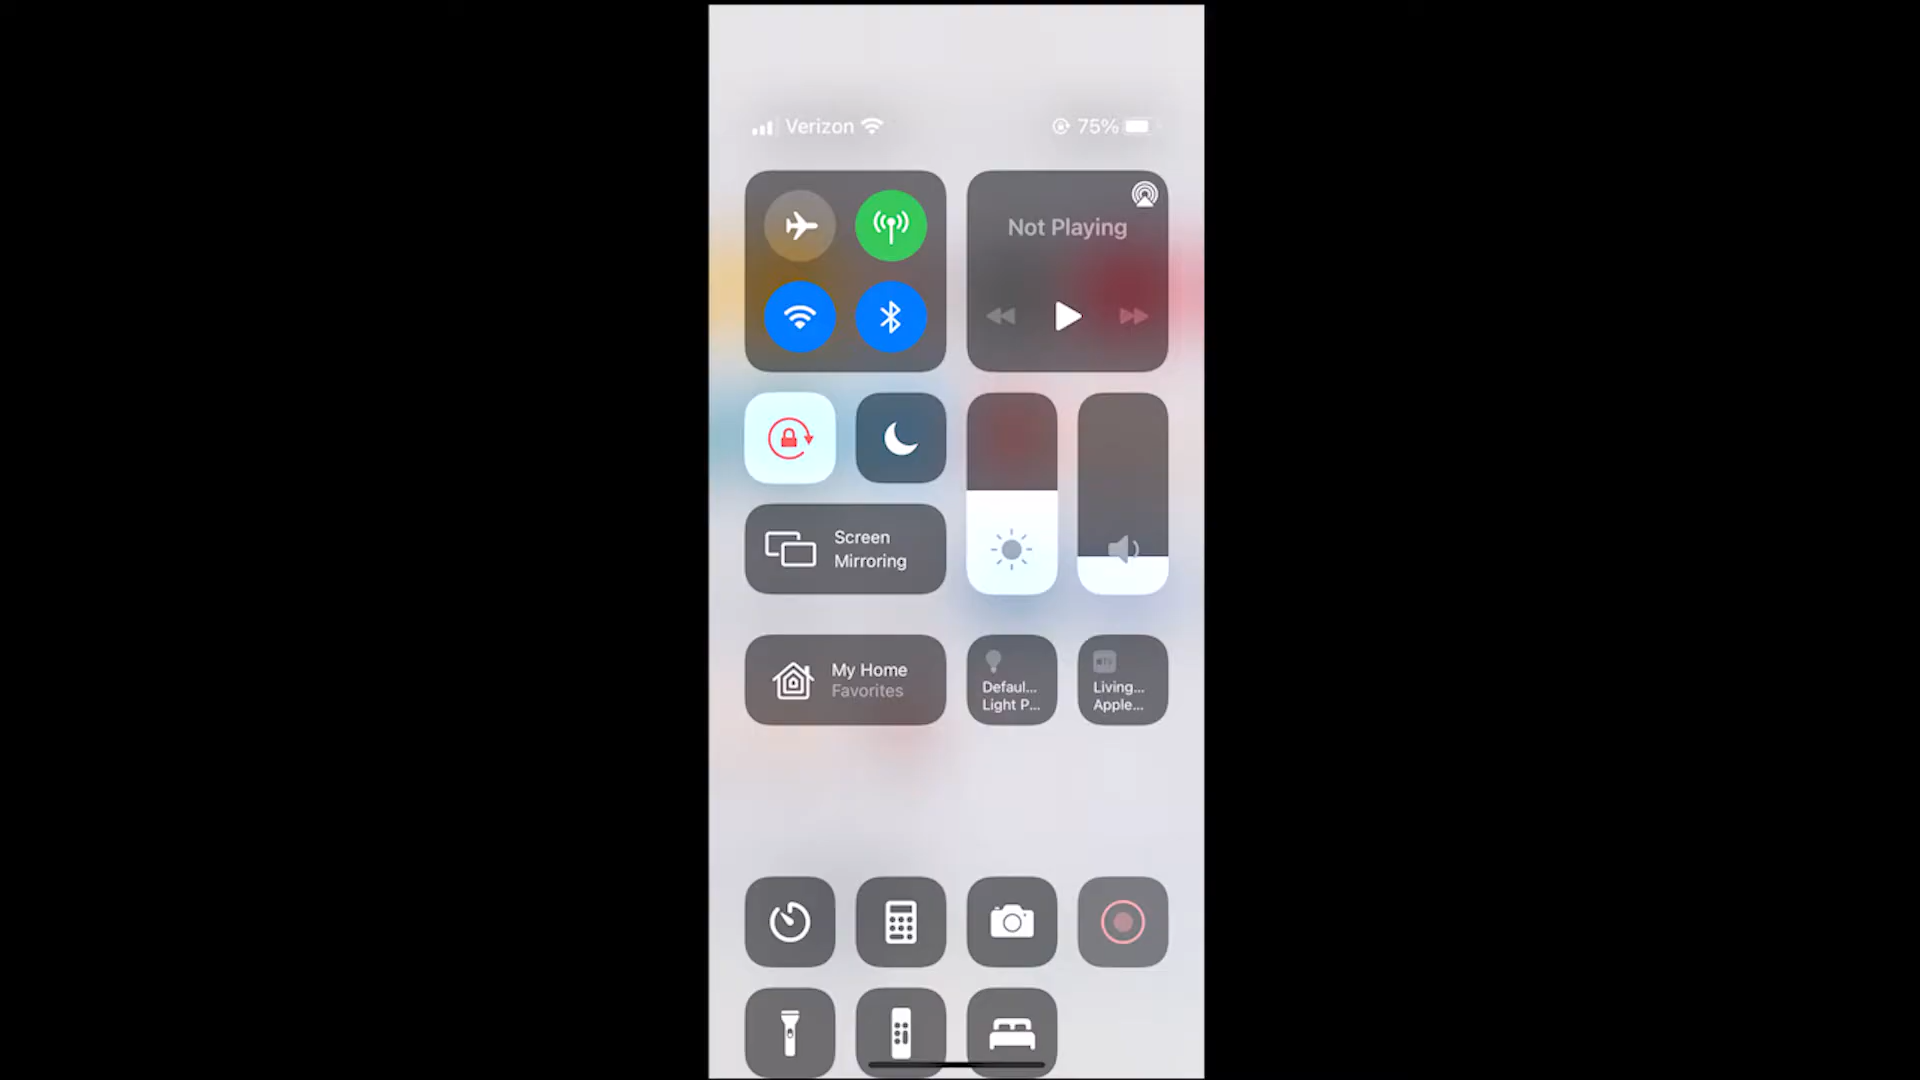 Verizon
75%
Not Playing
Screen
Mirroring
My Home
Favorites
Defaul...
Light P...
Living...
Apple...